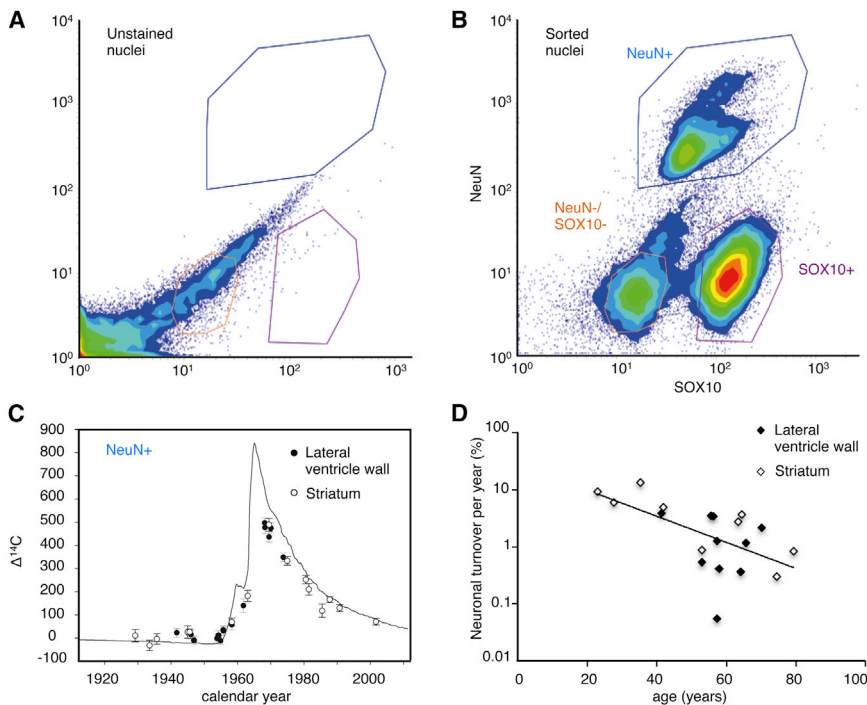 A
Unstained
nuclei
10⁴
10³
10²
10¹
10⁰
10⁰
10¹
10²
10³
B
Sorted
nuclei
NeuN+
NeuN-/
SOX10-
SOX10+
NeuN
10⁴
10³
10²
10¹
10⁰
10⁰
10¹
10²
10³
SOX10
C
NeuN+
Lateral
ventricle wall
Striatum
Δ¹⁴C
900
800
700
600
500
400
300
200
100
0
-100
1920
1940
1960
1980
2000
calendar year
D
Lateral
ventricle wall
Striatum
Neuronal turnover per year (%)
100
10
1
0.1
0.01
0
20
40
60
80
100
age (years)